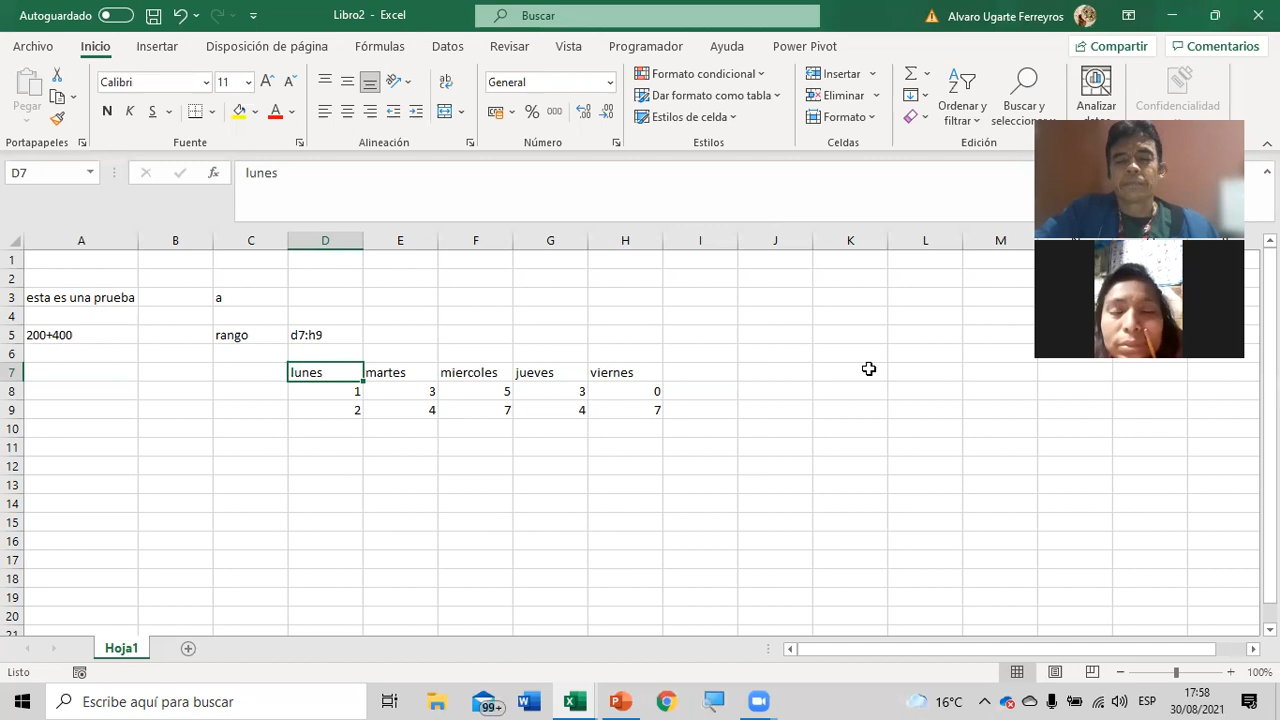 Autoguardado
Libro2 - Excel
Buscar
Alvaro Ugarte Ferreyros
Archivo Inicio Insertar Disposición de página Fórmulas Datos Revisar Vista Programador Ayuda Power Pivot
Compartir Comentarios
Pegar
Calibri 11
N K S
General
Formato condicional
Dar formato como tabla
Estilos de celda
Insertar
Eliminar
Formato
Ordenar y filtrar
Buscar y seleccionar
Analizar
Confidencialidad
Portapapeles Fuente Alineación Número Estilos Celdas Edición
D7 fx lunes
A B C D E F G H I J K L M
1
2
3 esta es una prueba a
4
5 200+400 rango d7:h9
6
7 lunes martes miercoles jueves viernes
8 1 3 5 3 0
9 2 4 7 4 7
10
11
12
13
14
15
16
17
18
19
20
21
Hoja1
Listo
100%
Escribe aquí para buscar
99+
16°C
ESP
17:58
30/08/2021